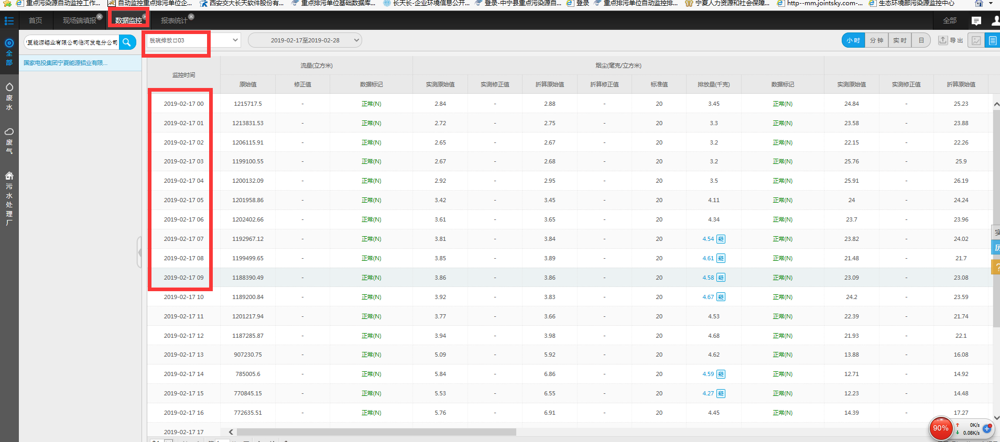 重点污染源自动监控工作... 自动监控重点排污单位企... 西安交大长天软件股份有... 重点排污单位基础数据库... 长天长-企业环境信息公开... 登录-中宁县重点污染源自... 登录 重点排污单位自动监控排... 宁夏人力资源和社会保障... http--mm.jointsky.com-... 生态环境部污染源监控中心
首页 现场端填报 数据监控 报表统计 全部
夏能源铝业有限公司临河发电分公司 脱硫排放口03 2019-02-17至2019-02-28 小时 分钟 实时 日 导出
全部
国家电投集团宁夏能源铝业有限...
废水
废气
污水处理厂
监控时间 流量(立方米) 烟尘(毫克/立方米)
原始值 修正值 数据标记 实测原始值 实测修正值 折算原始值 折算修正值 标准值 排放量(千克) 数据标记 实测原始值 实测修正值 折算原始值
2019-02-17 00 1215717.5 - 正常(N) 2.84 - 2.88 - 20 3.45 正常(N) 24.84 - 25.23
2019-02-17 01 1213831.53 - 正常(N) 2.72 - 2.75 - 20 3.3 正常(N) 23.58 - 23.88
2019-02-17 02 1206115.91 - 正常(N) 2.65 - 2.67 - 20 3.2 正常(N) 22.15 - 22.26
2019-02-17 03 1199100.55 - 正常(N) 2.67 - 2.68 - 20 3.2 正常(N) 25.76 - 25.9
2019-02-17 04 1200132.09 - 正常(N) 2.92 - 2.95 - 20 3.5 正常(N) 25.91 - 26.19
2019-02-17 05 1201958.86 - 正常(N) 3.42 - 3.45 - 20 4.11 正常(N) 24 - 24.24
2019-02-17 06 1202402.66 - 正常(N) 3.61 - 3.65 - 20 4.34 正常(N) 23.7 - 23.96
2019-02-17 07 1192967.12 - 正常(N) 3.81 - 3.84 - 20 4.54 疑 正常(N) 23.82 - 24.02
2019-02-17 08 1199499.65 - 正常(N) 3.85 - 3.89 - 20 4.61 疑 正常(N) 21.48 - 21.7
2019-02-17 09 1188390.49 - 正常(N) 3.86 - 3.86 - 20 4.58 疑 正常(N) 23.09 - 23.08
2019-02-17 10 1189200.84 - 正常(N) 3.92 - 3.83 - 20 4.67 疑 正常(N) 24.2 - 23.59
2019-02-17 11 1201217.94 - 正常(N) 3.77 - 3.66 - 20 4.53 正常(N) 22.39 - 21.74
2019-02-17 12 1187285.87 - 正常(N) 3.94 - 3.98 - 20 4.68 正常(N) 21.93 - 22.1
2019-02-17 13 907230.75 - 正常(N) 5.09 - 5.92 - 20 4.62 正常(N) 13.88 - 16.08
2019-02-17 14 785005.6 - 正常(N) 5.84 - 6.86 - 20 4.59 疑 正常(N) 12.71 - 14.92
2019-02-17 15 770845.15 - 正常(N) 5.53 - 6.55 - 20 4.27 疑 正常(N) 12.23 - 14.48
2019-02-17 16 772635.51 - 正常(N) 5.76 - 6.91 - 20 4.45 正常(N) 14.39 - 17.27
2019-02-17 17
90% 0K/s
0.08K/s